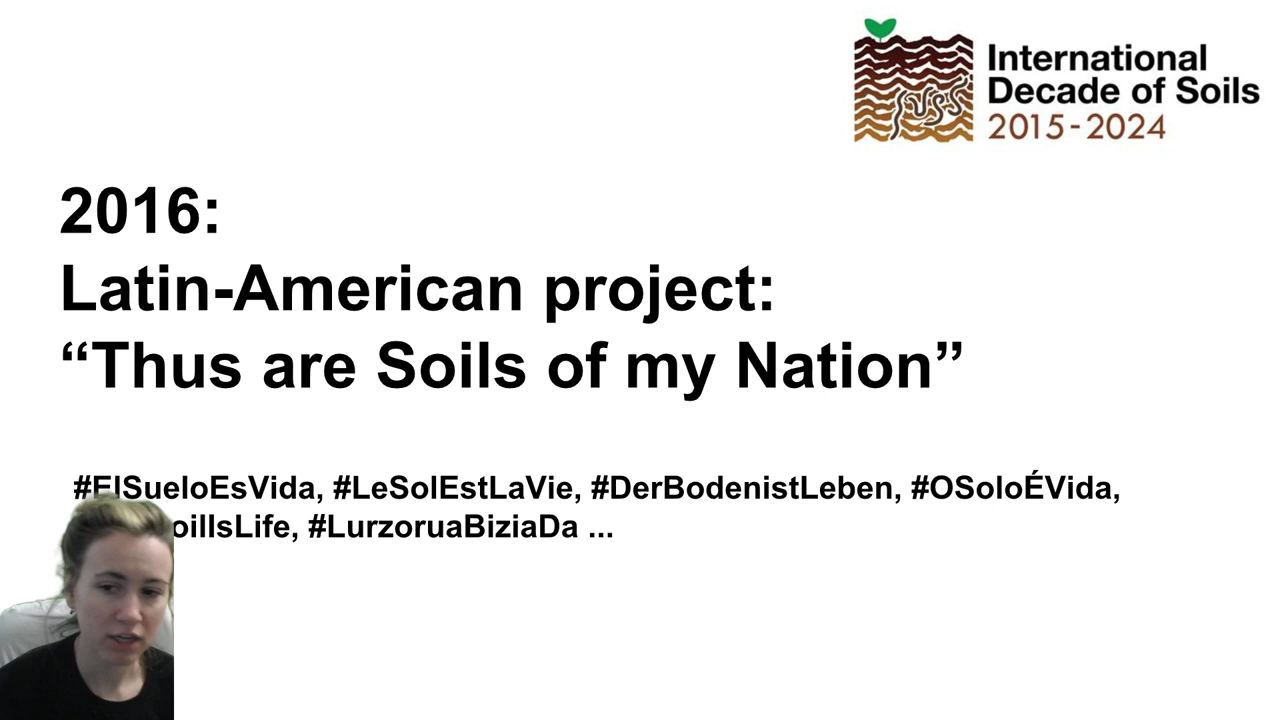 International
Decade of Soils
2015-2024
IUSS
2016:
Latin-American project:
“Thus are Soils of my Nation”
#ElSueloEsVida, #LeSolEstLaVie, #DerBodenistLeben, #OSoloÉVida,
oilIsLife, #LurzoruaBiziaDa ...